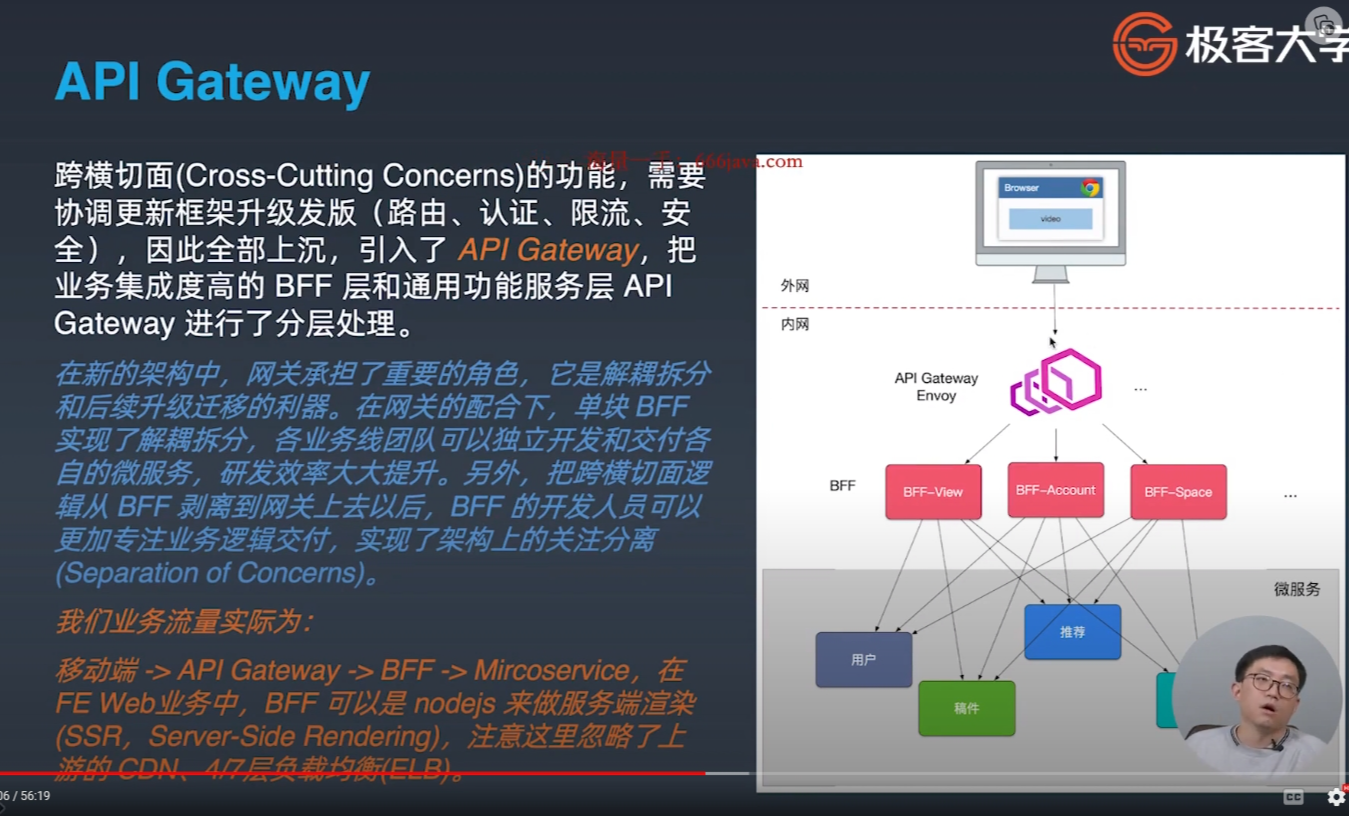 极客大学
API Gateway
666java.com
跨横切面(Cross-Cutting Concerns)的功能，需要
协调更新框架升级发版（路由、认证、限流、安
全），因此全部上沉，引入了 API Gateway，把
业务集成度高的 BFF 层和通用功能服务层 API
Gateway 进行了分层处理。
在新的架构中，网关承担了重要的角色，它是解耦拆分
和后续升级迁移的利器。在网关的配合下，单块 BFF
实现了解耦拆分，各业务线团队可以独立开发和交付各
自的微服务，研发效率大大提升。另外，把跨横切面逻
辑从 BFF 剥离到网关上去以后，BFF 的开发人员可以
更加专注业务逻辑交付，实现了架构上的关注分离
(Separation of Concerns)。
我们业务流量实际为：
移动端 -> API Gateway -> BFF -> Mircoservice，在
FE Web业务中，BFF 可以是 nodejs 来做服务端渲染
(SSR，Server-Side Rendering)，注意这里忽略了上
游的 CDN、4/7层负载均衡(ELB)。
Browser
video
外网
内网
API Gateway
Envoy
...
BFF
BFF-View
BFF-Account
BFF-Space
...
微服务
推荐
用户
稿件
06 / 56:19
CC